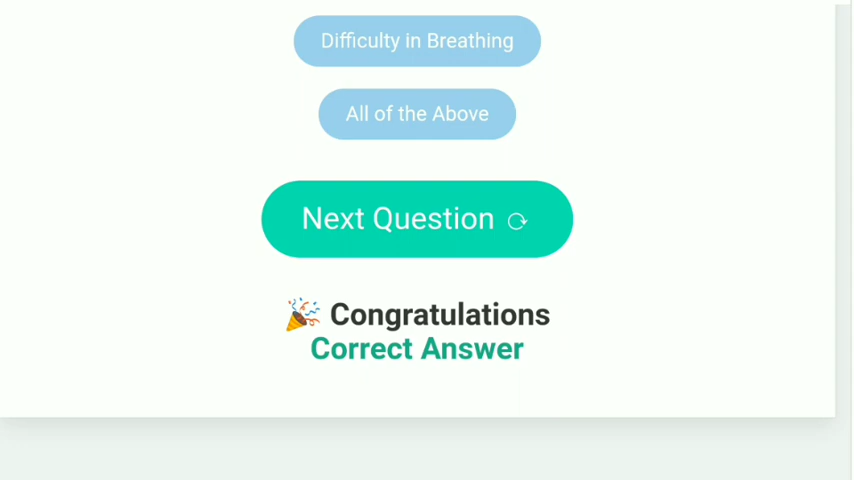 Difficulty in Breathing
All of the Above
Next Question
Congratulations
Correct Answer